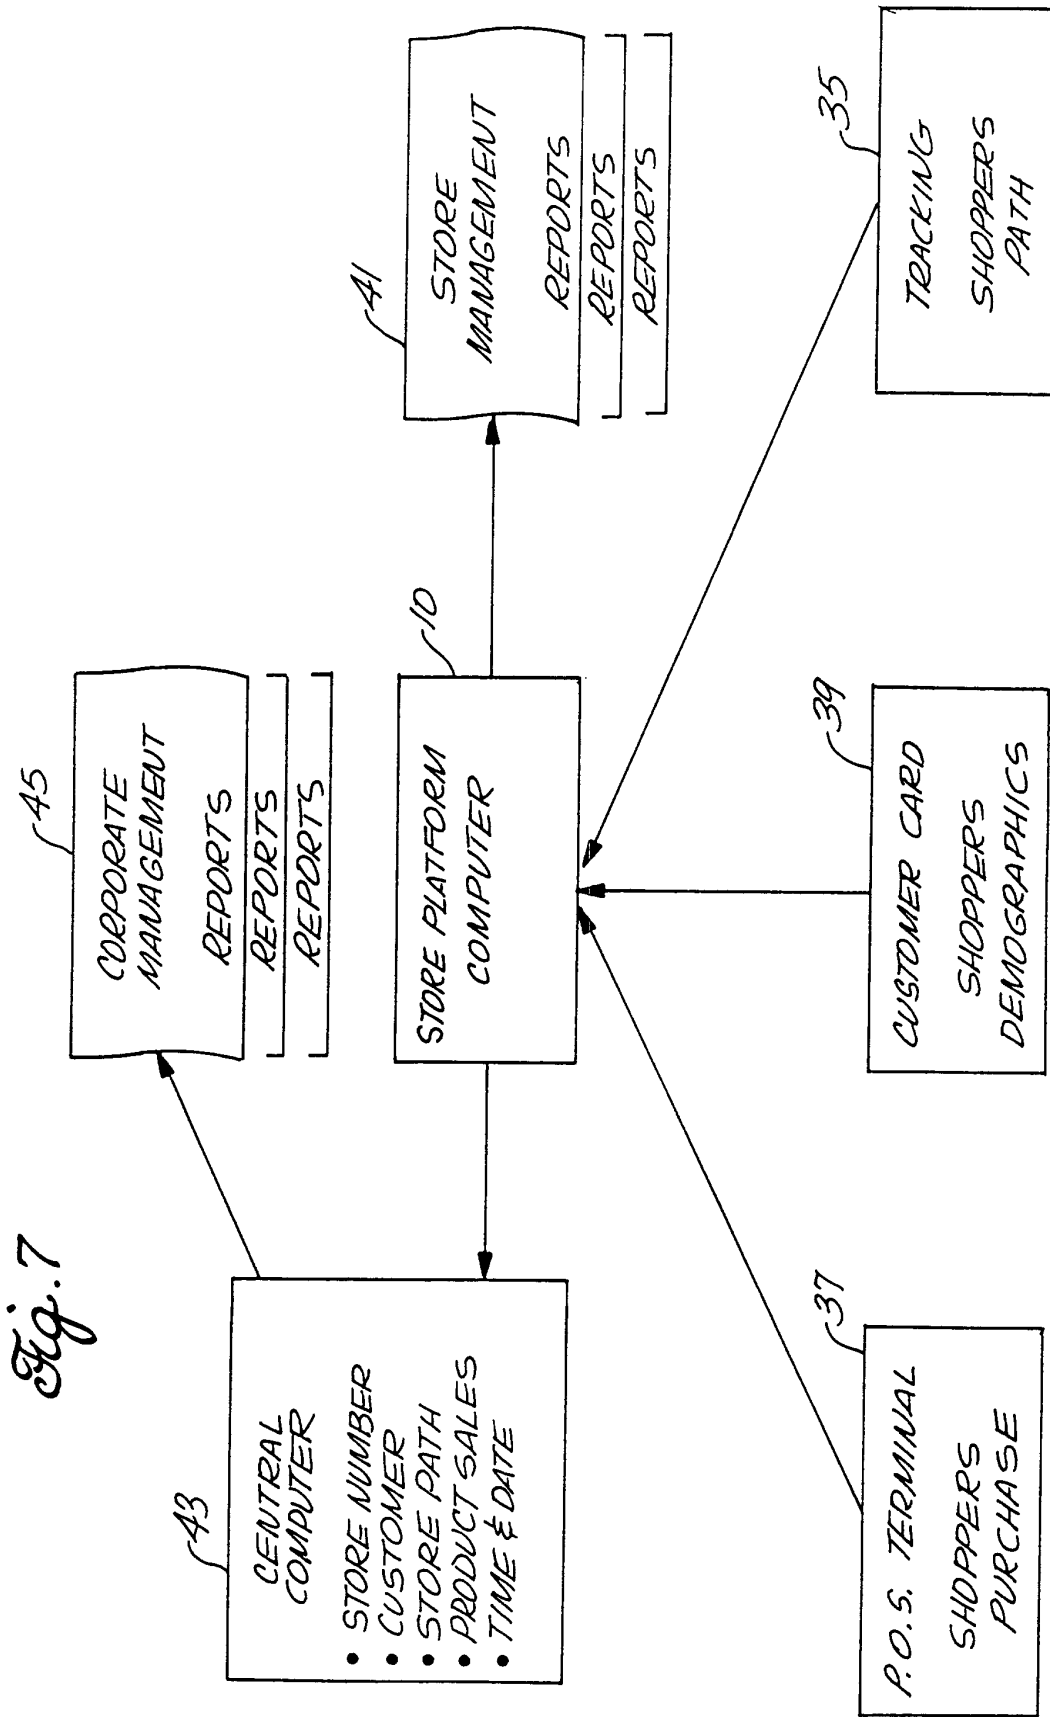 Fig. 7
43
CENTRAL
COMPUTER
• STORE NUMBER
• CUSTOMER
• STORE PATH
• PRODUCT SALES
• TIME & DATE
45
CORPORATE
MANAGEMENT
REPORTS
REPORTS
REPORTS
10
STORE PLATFORM
COMPUTER
41
STORE
MANAGEMENT
REPORTS
REPORTS
REPORTS
37
P.O.S. TERMINAL
SHOPPERS
PURCHASE
39
CUSTOMER CARD
SHOPPERS
DEMOGRAPHICS
35
TRACKING
SHOPPERS
PATH